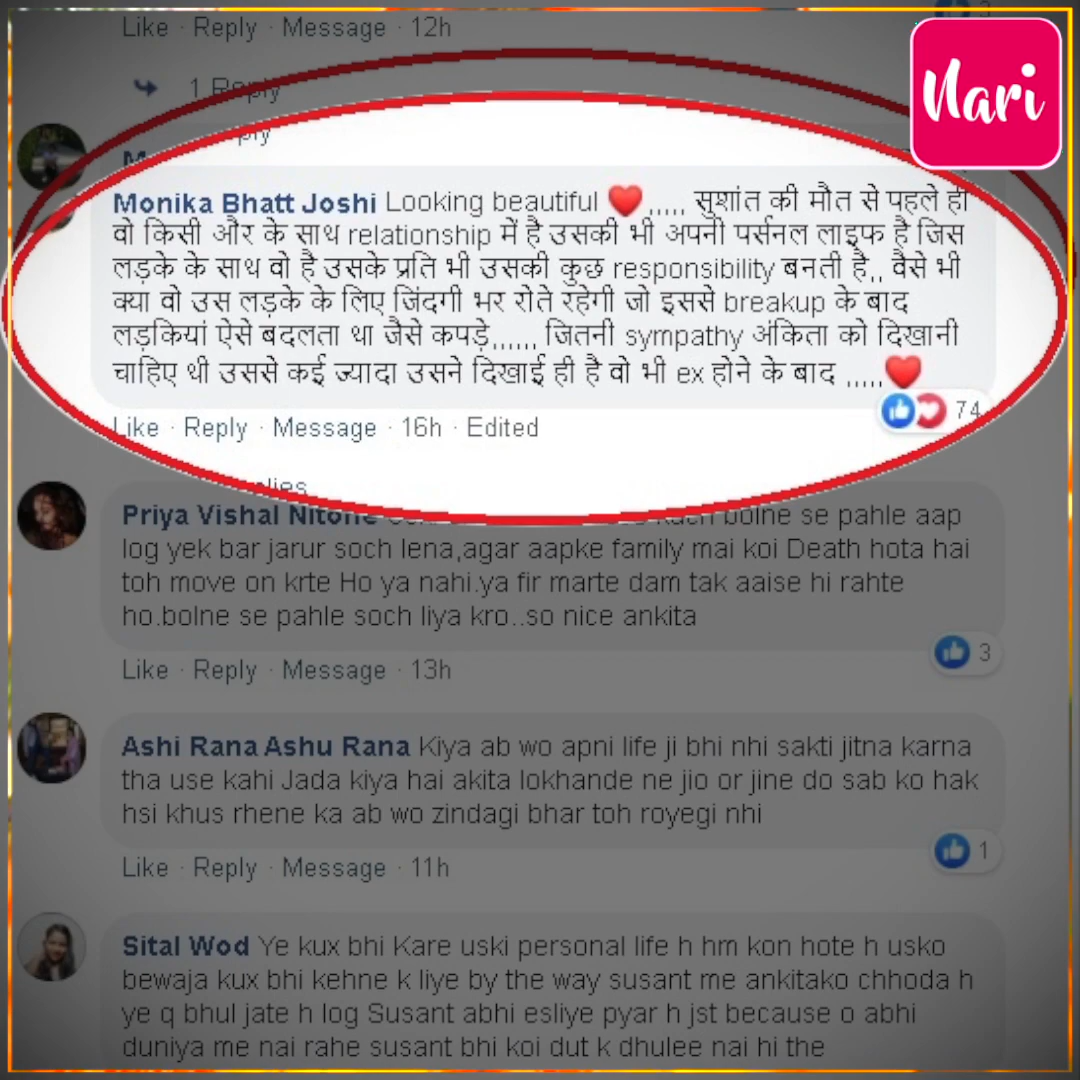 Like · Reply · Message · 12h
3
Nari
1 Reply
Monika Bhatt Joshi Looking beautiful ❤️ ,.... सुशांत की मौत से पहले ही
वो किसी और के साथ relationship में है उसकी भी अपनी पर्सनल लाइफ है जिस
लड़के के साथ वो है उसके प्रति भी उसकी कुछ responsibility बनती है,, वैसे भी
क्या वो उस लड़के के लिए जिंदगी भर रोते रहेगी जो इससे breakup के बाद
लड़कियां ऐसे बदलता था जैसे कपड़े,,..... जितनी sympathy अंकिता को दिखानी
चाहिए थी उससे कई ज्यादा उसने दिखाई ही है वो भी ex होने के बाद ,....❤️
74
Like · Reply · Message · 16h · Edited
Priya Vishal bolne se pahle aap
log yek bar jarur soch lena,agar aapke family mai koi Death hota hai
toh move on krte Ho ya nahi.ya fir marte dam tak aaise hi rahte
ho.bolne se pahle soch liya kro..so nice ankita
3
Like · Reply · Message · 13h
Ashi Rana Ashu Rana Kiya ab wo apni life ji bhi nhi sakti jitna karna
tha use kahi Jada kiya hai akita lokhande ne jio or jine do sab ko hak
hsi khus rhene ka ab wo zindagi bhar toh royegi nhi
1
Like · Reply · Message · 11h
Sital Wod Ye kux bhi Kare uski personal life h hm kon hote h usko
bewaja kux bhi kehne k liye by the way susant me ankitako chhoda h
ye q bhul jate h log Susant abhi esliye pyar h jst because o abhi
duniya me nai rahe susant bhi koi dut k dhulee nai hi the